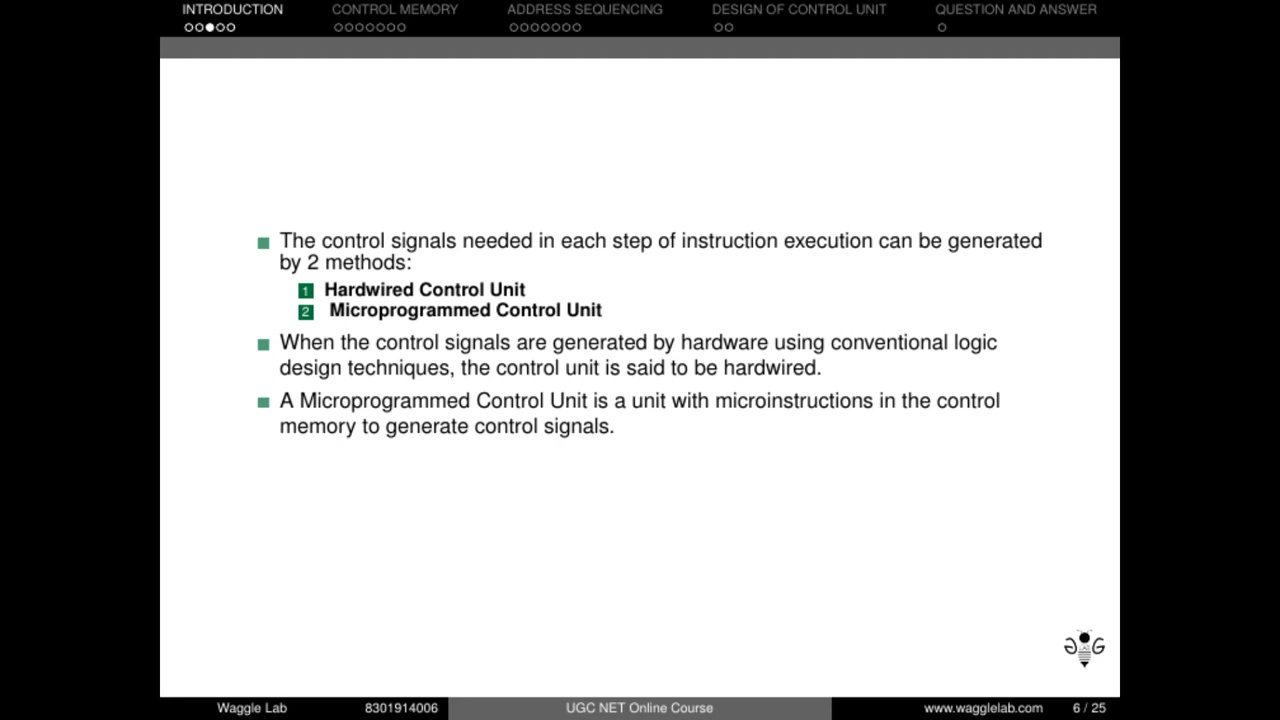 INTRODUCTION CONTROL MEMORY ADDRESS SEQUENCING DESIGN OF CONTROL UNIT QUESTION AND ANSWER
The control signals needed in each step of instruction execution can be generated
by 2 methods:
1 Hardwired Control Unit
2 Microprogrammed Control Unit
When the control signals are generated by hardware using conventional logic
design techniques, the control unit is said to be hardwired.
A Microprogrammed Control Unit is a unit with microinstructions in the control
memory to generate control signals.
Waggle Lab 8301914006 UGC NET Online Course www.wagglelab.com 6 / 25